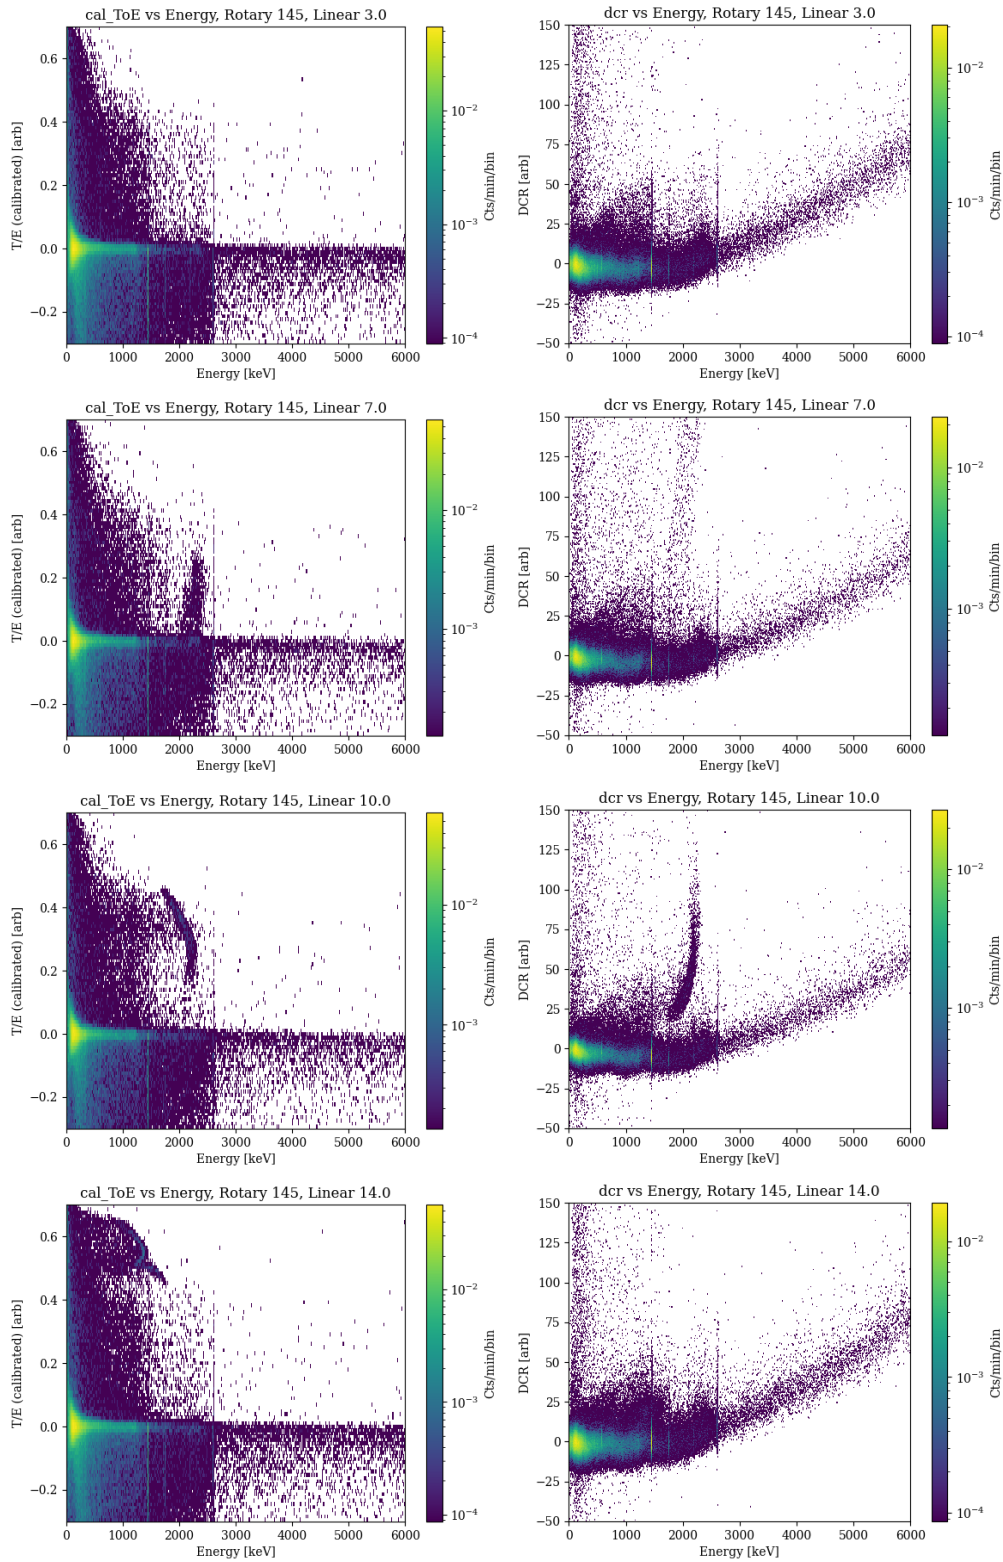 cal_ToE vs Energy, Rotary 145, Linear 3.0
T/E (calibrated) [arb]
0.6
0.4
0.2
0.0
−0.2
0 1000 2000 3000 4000 5000 6000
Energy [keV]
10⁻²
10⁻³
10⁻⁴
Cts/min/bin
dcr vs Energy, Rotary 145, Linear 3.0
DCR [arb]
150
125
100
75
50
25
0
−25
−50
0 1000 2000 3000 4000 5000 6000
Energy [keV]
10⁻²
10⁻³
10⁻⁴
Cts/min/bin
cal_ToE vs Energy, Rotary 145, Linear 7.0
T/E (calibrated) [arb]
0.6
0.4
0.2
0.0
−0.2
0 1000 2000 3000 4000 5000 6000
Energy [keV]
10⁻²
10⁻³
Cts/min/bin
dcr vs Energy, Rotary 145, Linear 7.0
DCR [arb]
150
125
100
75
50
25
0
−25
−50
0 1000 2000 3000 4000 5000 6000
Energy [keV]
10⁻²
10⁻³
Cts/min/bin
cal_ToE vs Energy, Rotary 145, Linear 10.0
T/E (calibrated) [arb]
0.6
0.4
0.2
0.0
−0.2
0 1000 2000 3000 4000 5000 6000
Energy [keV]
10⁻²
10⁻³
Cts/min/bin
dcr vs Energy, Rotary 145, Linear 10.0
DCR [arb]
150
125
100
75
50
25
0
−25
−50
0 1000 2000 3000 4000 5000 6000
Energy [keV]
10⁻²
10⁻³
Cts/min/bin
cal_ToE vs Energy, Rotary 145, Linear 14.0
T/E (calibrated) [arb]
0.6
0.4
0.2
0.0
−0.2
0 1000 2000 3000 4000 5000 6000
Energy [keV]
10⁻²
10⁻³
10⁻⁴
Cts/min/bin
dcr vs Energy, Rotary 145, Linear 14.0
DCR [arb]
150
125
100
75
50
25
0
−25
−50
0 1000 2000 3000 4000 5000 6000
Energy [keV]
10⁻²
10⁻³
10⁻⁴
Cts/min/bin